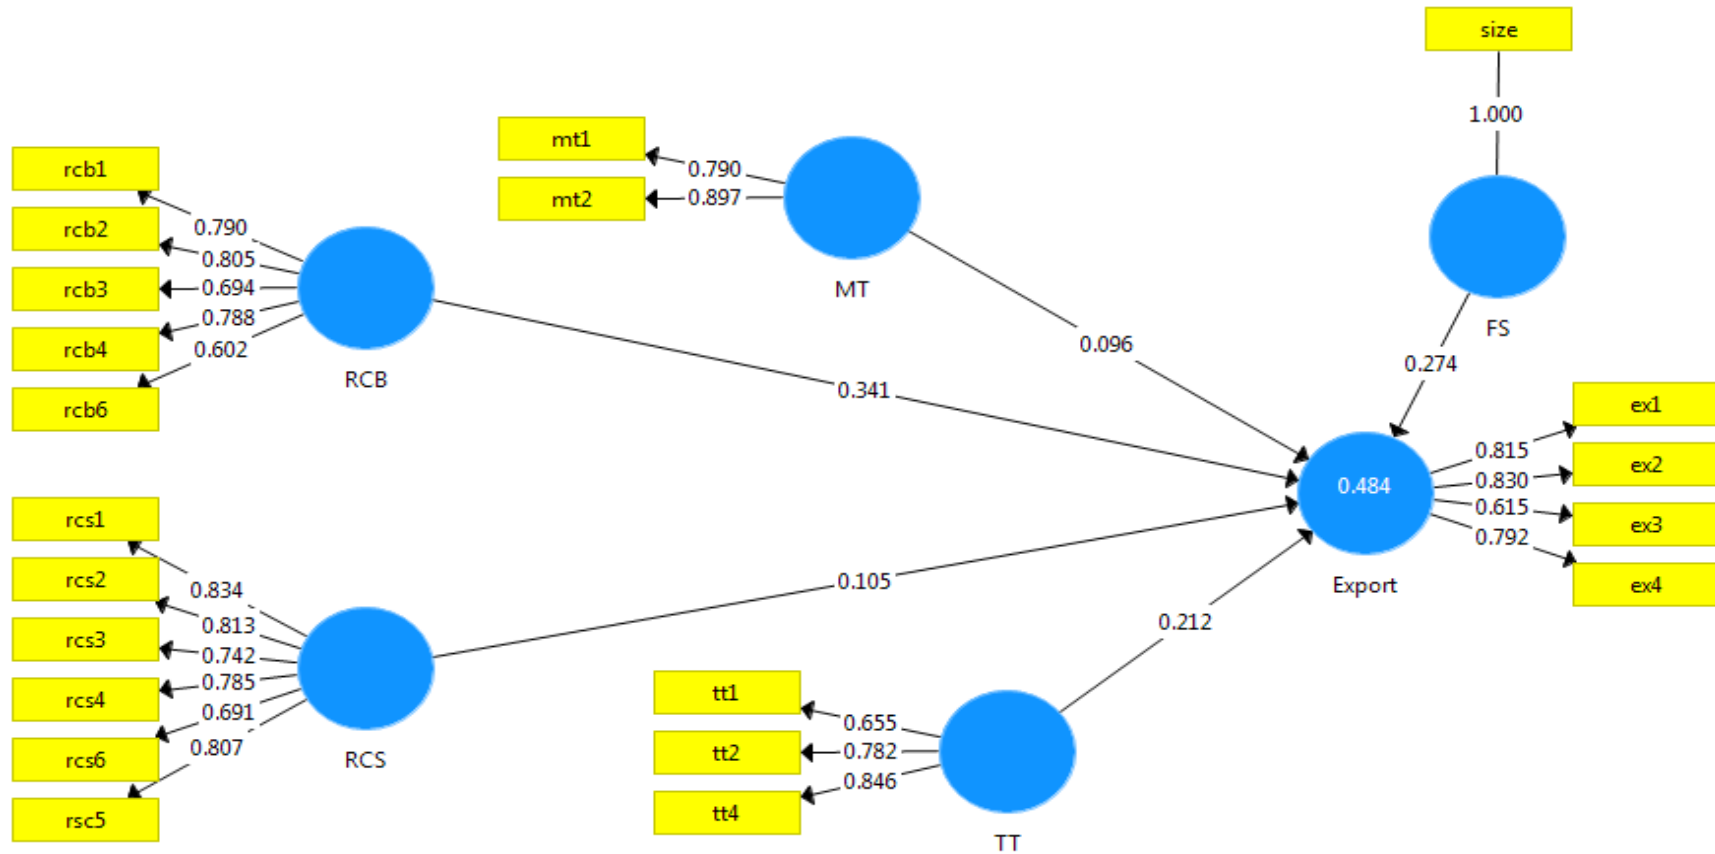 size
1.000
FS
0.274
mt1
mt2
0.790
0.897
MT
0.096
rcb1
rcb2
rcb3
rcb4
rcb6
0.790
0.805
0.694
0.788
0.602
RCB
0.341
rcs1
rcs2
rcs3
rcs4
rcs6
rsc5
0.834
0.813
0.742
0.785
0.691
0.807
RCS
0.105
tt1
tt2
tt4
0.655
0.782
0.846
TT
0.212
0.484
Export
0.815
0.830
0.615
0.792
ex1
ex2
ex3
ex4